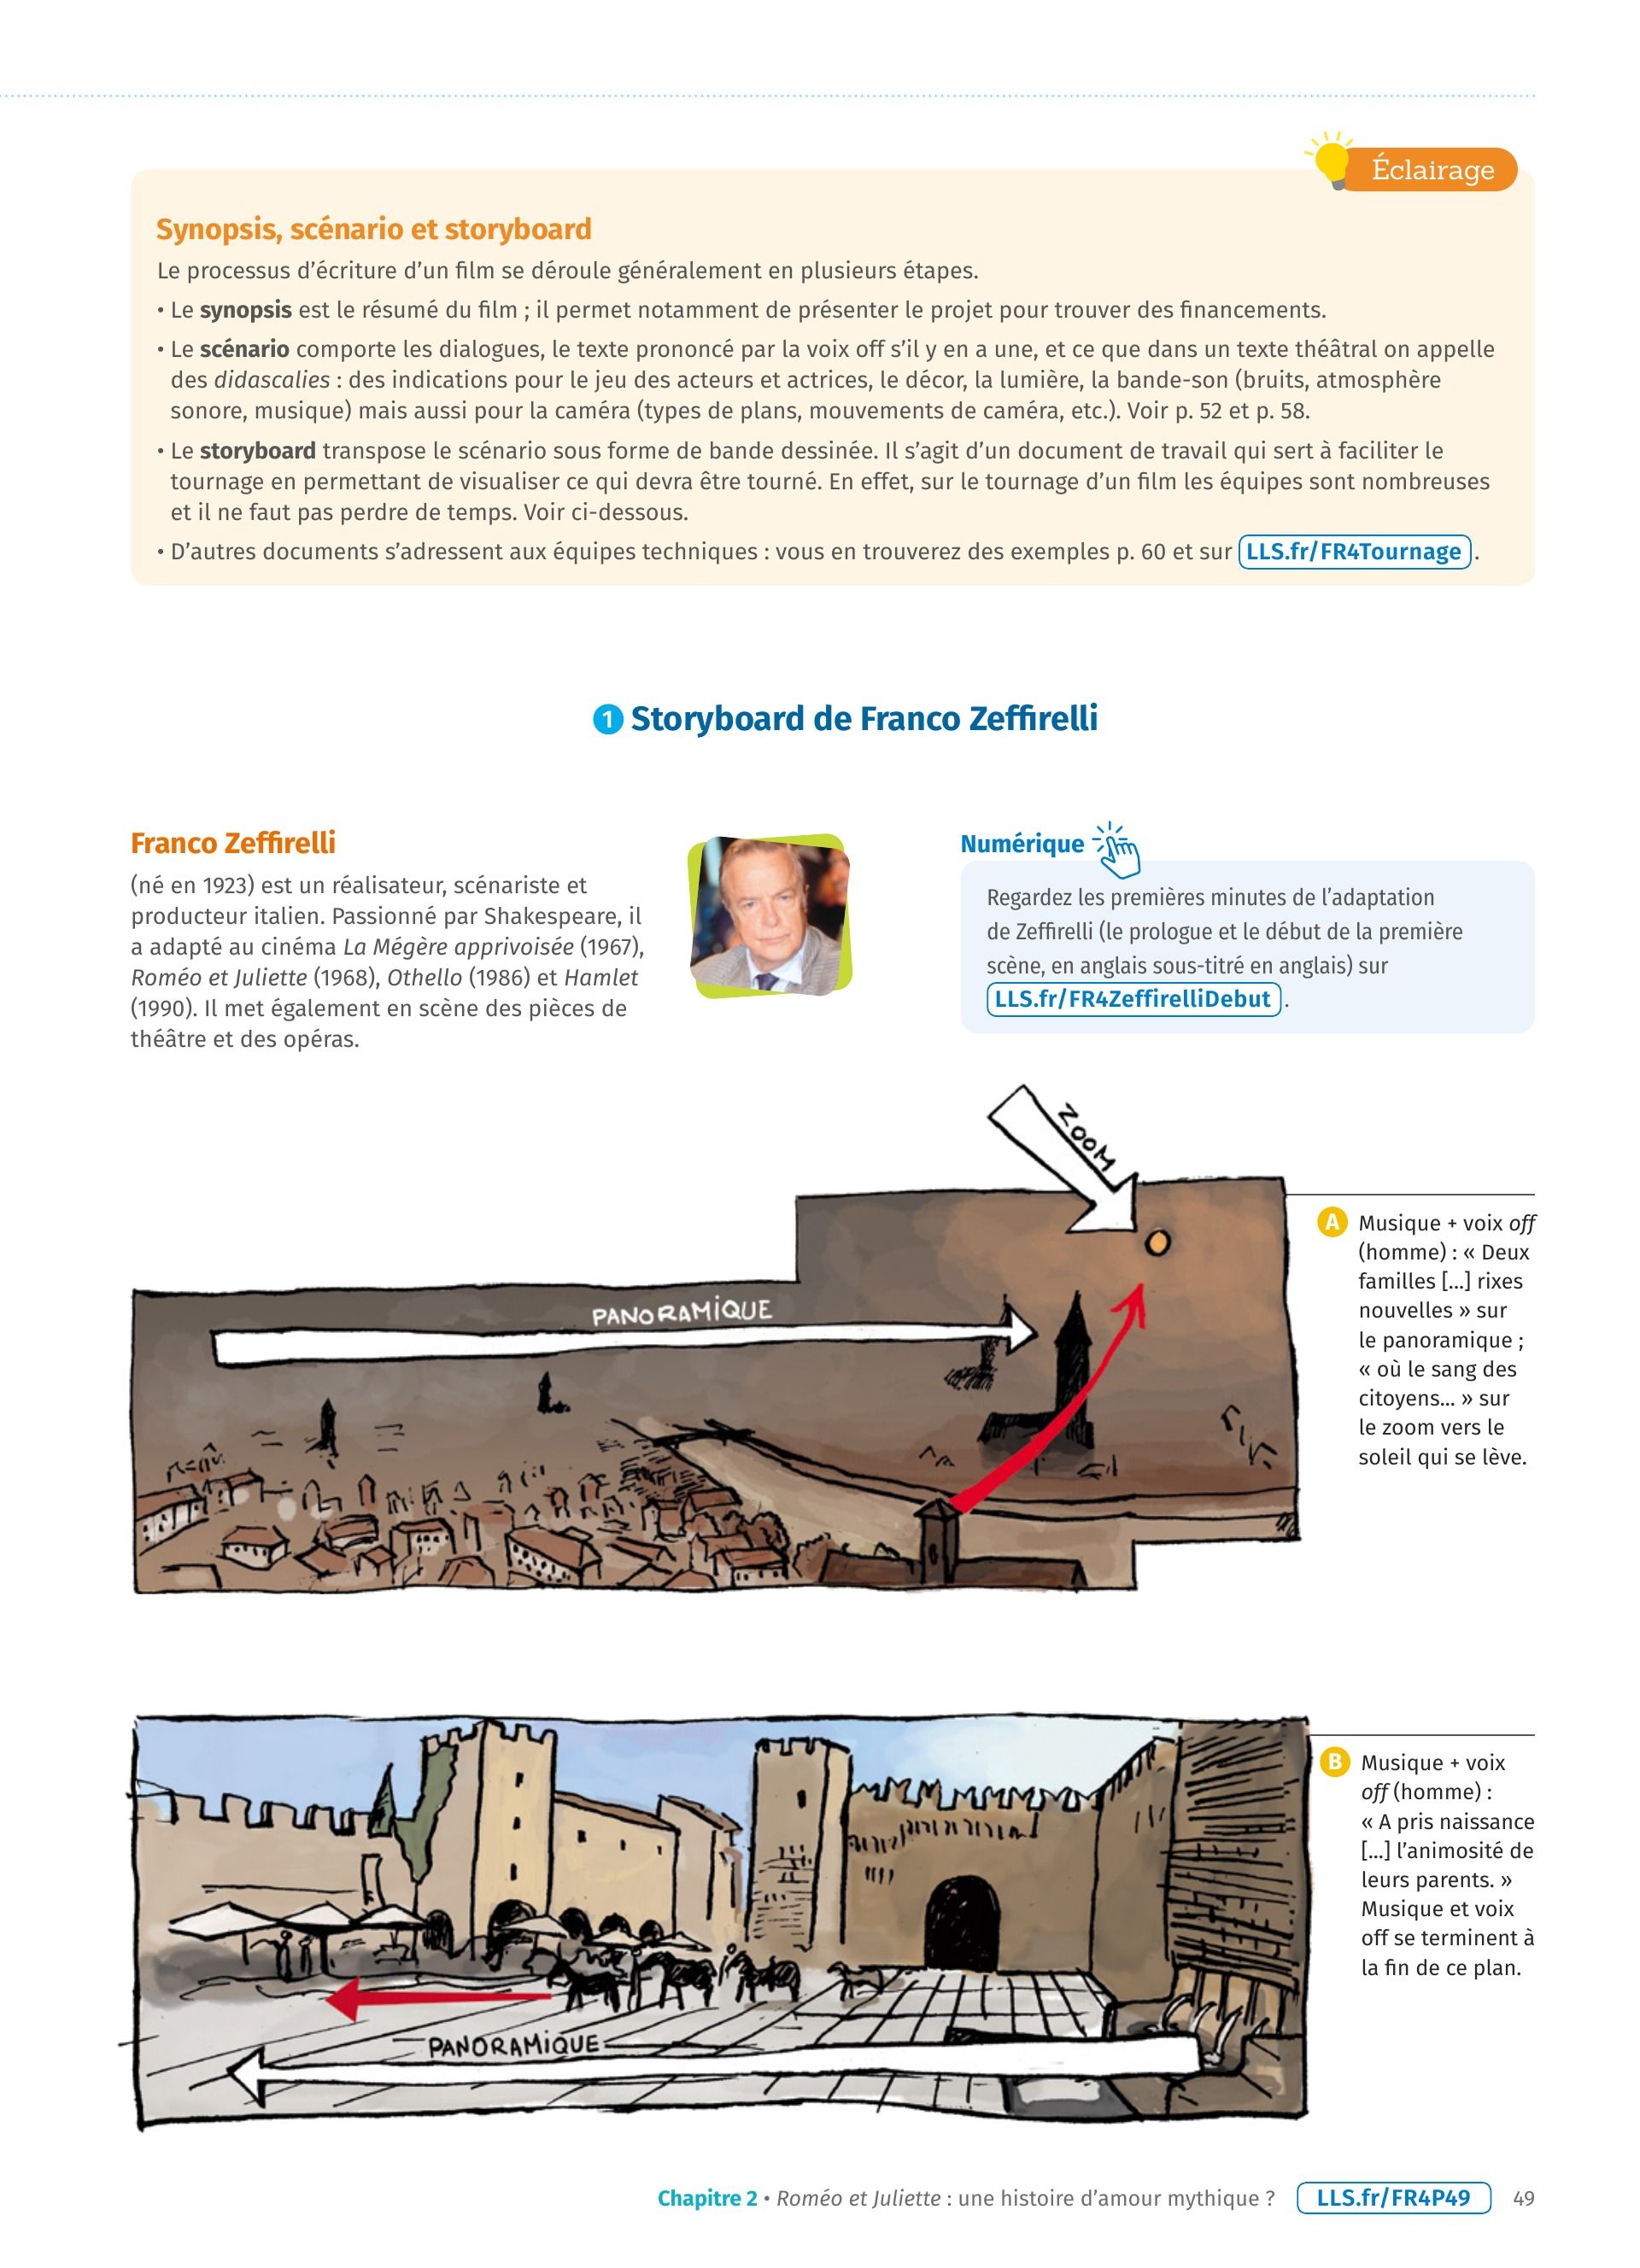 Éclairage
Synopsis, scénario et storyboard
Le processus d’écriture d’un film se déroule généralement en plusieurs étapes.
• Le synopsis est le résumé du film ; il permet notamment de présenter le projet pour trouver des financements.
• Le scénario comporte les dialogues, le texte prononcé par la voix off s’il y en a une, et ce que dans un texte théâtral on appelle
des didascalies : des indications pour le jeu des acteurs et actrices, le décor, la lumière, la bande-son (bruits, atmosphère
sonore, musique) mais aussi pour la caméra (types de plans, mouvements de caméra, etc.). Voir p. 52 et p. 58.
• Le storyboard transpose le scénario sous forme de bande dessinée. Il s’agit d’un document de travail qui sert à faciliter le
tournage en permettant de visualiser ce qui devra être tourné. En effet, sur le tournage d’un film les équipes sont nombreuses
et il ne faut pas perdre de temps. Voir ci-dessous.
• D’autres documents s’adressent aux équipes techniques : vous en trouverez des exemples p. 60 et sur LLS.fr/FR4Tournage .
1 Storyboard de Franco Zeffirelli
Franco Zeffirelli
(né en 1923) est un réalisateur, scénariste et
producteur italien. Passionné par Shakespeare, il
a adapté au cinéma La Mégère apprivoisée (1967),
Roméo et Juliette (1968), Othello (1986) et Hamlet
(1990). Il met également en scène des pièces de
théâtre et des opéras.
Numérique
Regardez les premières minutes de l’adaptation
de Zeffirelli (le prologue et le début de la première
scène, en anglais sous-titré en anglais) sur
LLS.fr/FR4ZeffirelliDebut .
ZOOM
PANORAMIQUE
A Musique + voix off
(homme) : « Deux
familles [...] rixes
nouvelles » sur
le panoramique ;
« où le sang des
citoyens... » sur
le zoom vers le
soleil qui se lève.
PANORAMIQUE
B Musique + voix
off (homme) :
« A pris naissance
[...] l’animosité de
leurs parents. »
Musique et voix
off se terminent à
la fin de ce plan.
Chapitre 2 • Roméo et Juliette : une histoire d’amour mythique ? LLS.fr/FR4P49 49